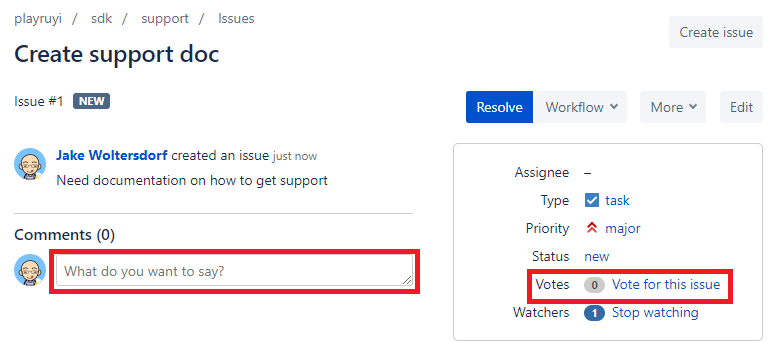 playruyi / sdk / support / Issues
Create issue
Create support doc
Issue #1 NEW
Resolve Workflow More Edit
Jake Woltersdorf created an issue just now
Need documentation on how to get support
Comments (0)
What do you want to say?
Assignee –
Type task
Priority major
Status new
Votes 0 Vote for this issue
Watchers 1 Stop watching